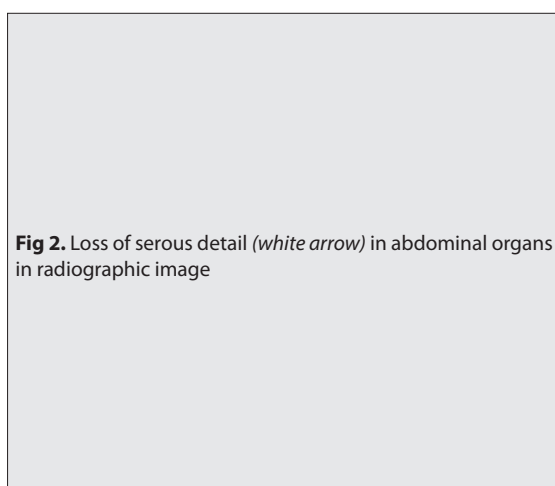 Fig 2. Loss of serous detail (white arrow) in abdominal organs
in radiographic image